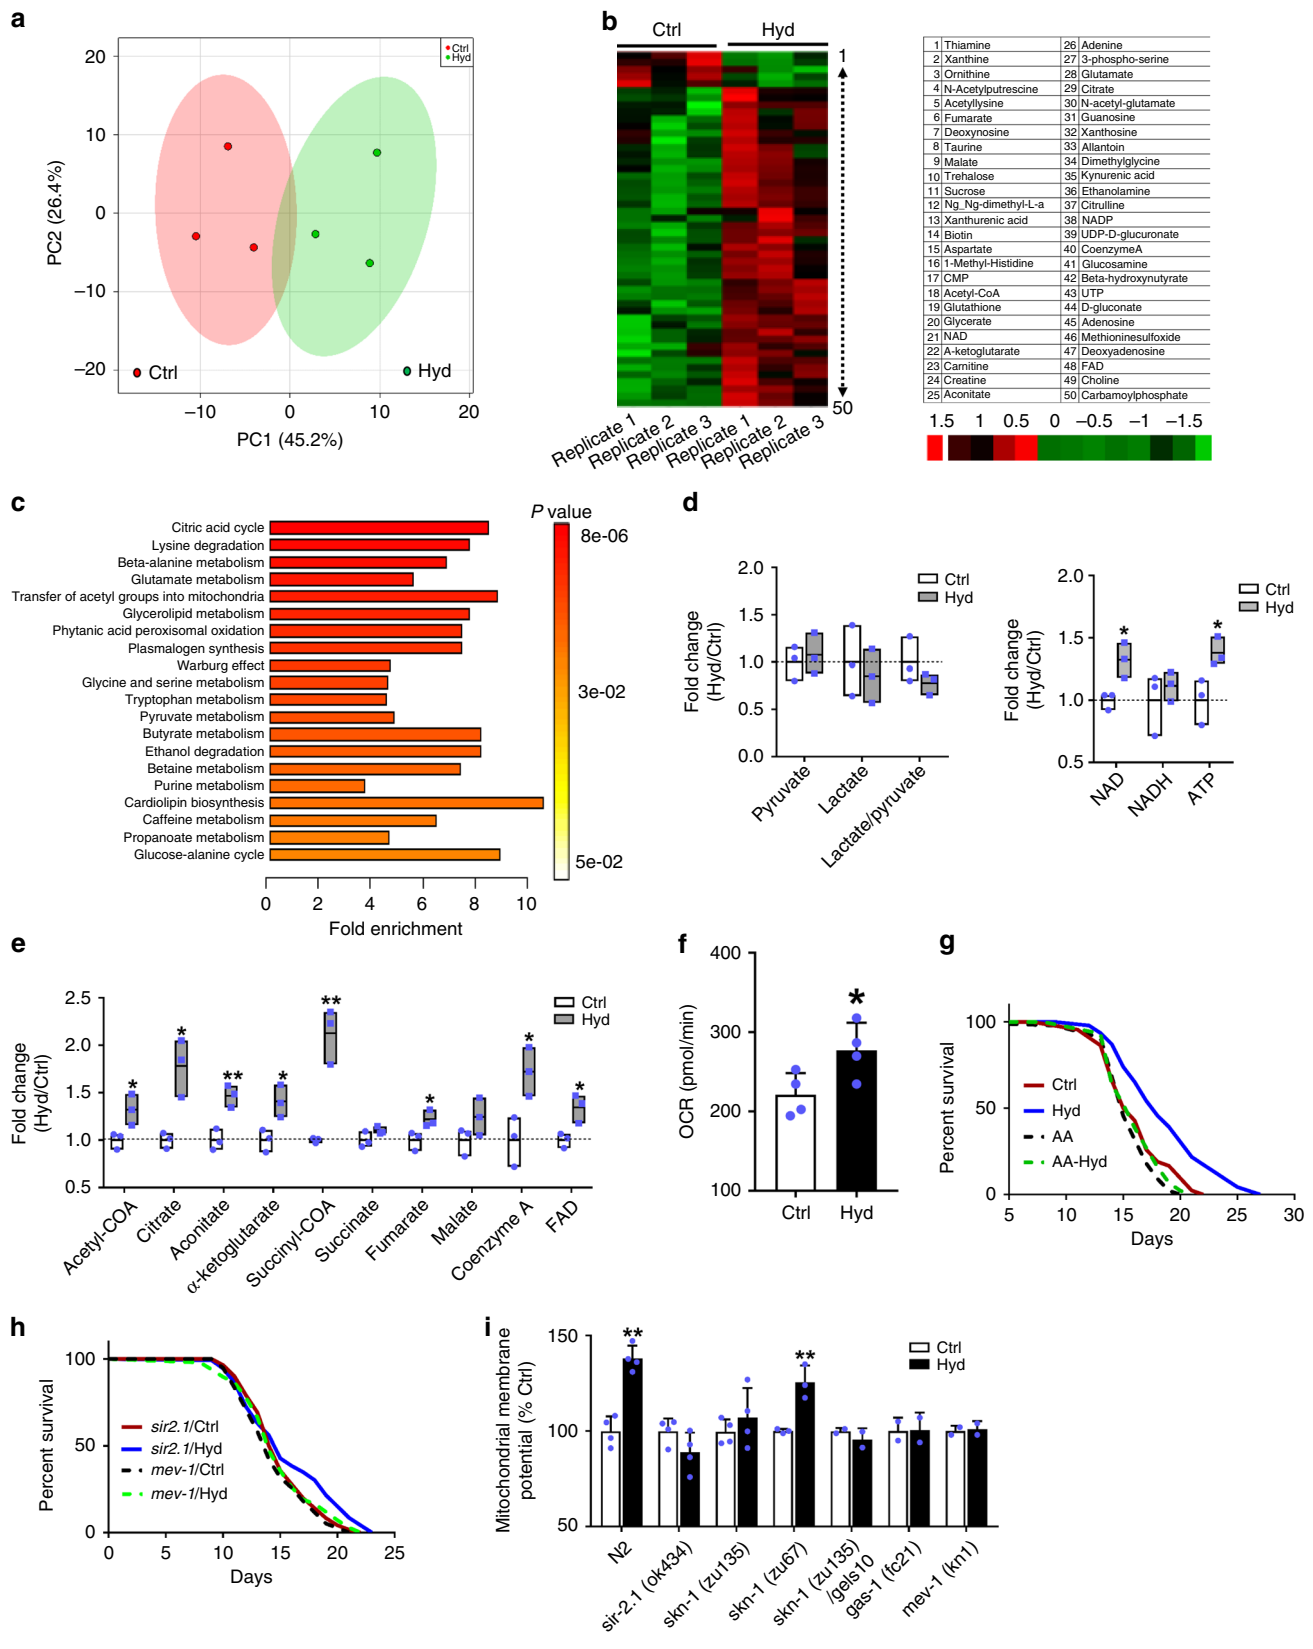 a
Ctrl
Hyd
20
10
0
−10
−20
PC2 (26.4%)
Ctrl
Hyd
−10
0
10
20
PC1 (45.2%)
b
Ctrl
Hyd
1
50
Replicate 1
Replicate 2
Replicate 3
Replicate 1
Replicate 2
Replicate 3
1 Thiamine 26 Adenine
2 Xanthine 27 3-phospho-serine
3 Ornithine 28 Glutamate
4 N-Acetylputrescine 29 Citrate
5 Acetyllysine 30 N-acetyl-glutamate
6 Fumarate 31 Guanosine
7 Deoxynosine 32 Xanthosine
8 Taurine 33 Allantoin
9 Malate 34 Dimethylglycine
10 Trehalose 35 Kynurenic acid
11 Sucrose 36 Ethanolamine
12 Ng_Ng-dimethyl-L-a 37 Citrulline
13 Xanthurenic acid 38 NADP
14 Biotin 39 UDP-D-glucuronate
15 Aspartate 40 CoenzymeA
16 1-Methyl-Histidine 41 Glucosamine
17 CMP 42 Beta-hydroxynutyrate
18 Acetyl-CoA 43 UTP
19 Glutathione 44 D-gluconate
20 Glycerate 45 Adenosine
21 NAD 46 Methioninesulfoxide
22 A-ketoglutarate 47 Deoxyadenosine
23 Carnitine 48 FAD
24 Creatine 49 Choline
25 Aconitate 50 Carbamoylphosphate
1.5 1 0.5 0 −0.5 −1 −1.5
c
Citric acid cycle
Lysine degradation
Beta-alanine metabolism
Glutamate metabolism
Transfer of acetyl groups into mitochondria
Glycerolipid metabolism
Phytanic acid peroxisomal oxidation
Plasmalogen synthesis
Warburg effect
Glycine and serine metabolism
Tryptophan metabolism
Pyruvate metabolism
Butyrate metabolism
Ethanol degradation
Betaine metabolism
Purine metabolism
Cardiolipin biosynthesis
Caffeine metabolism
Propanoate metabolism
Glucose-alanine cycle
0 2 4 6 8 10
Fold enrichment
P value
8e-06
3e-02
5e-02
d
2.0
1.5
1.0
0.5
0.0
Fold change
(Hyd/Ctrl)
Ctrl
Hyd
Pyruvate
Lactate
Lactate/pyruvate
2.0
1.5
1.0
0.5
Fold change
(Hyd/Ctrl)
Ctrl
Hyd
* *
NAD
NADH
ATP
e
2.5
2.0
1.5
1.0
0.5
Fold change
(Hyd/Ctrl)
Ctrl
Hyd
* * ** * ** * * *
Acetyl-COA
Citrate
Aconitate
α-ketoglutarate
Succinyl-COA
Succinate
Fumarate
Malate
Coenzyme A
FAD
f
400
300
200
100
OCR (pmol/min)
*
Ctrl
Hyd
g
100
50
0
Percent survival
Ctrl
Hyd
AA
AA-Hyd
5 10 15 20 25 30
Days
h
100
50
0
Percent survival
sir2.1/Ctrl
sir2.1/Hyd
mev-1/Ctrl
mev-1/Hyd
0 5 10 15 20 25
Days
i
150
100
50
Mitochondrial membrane
potential (% Ctrl)
Ctrl
Hyd
** **
N2
sir-2.1 (ok434)
skn-1 (zu135)
skn-1 (zu67)
skn-1 (zu135)
/gels10
gas-1 (fc21)
mev-1 (kn1)